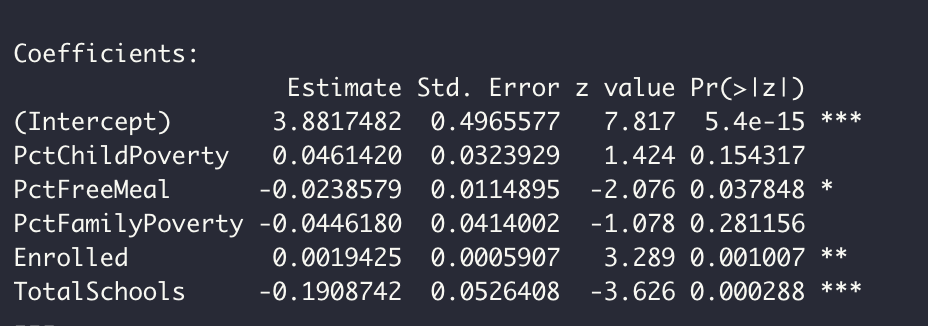 Coefficients:
Estimate Std. Error z value Pr(>|z|)
(Intercept) 3.8817482 0.4965577 7.817 5.4e-15 ***
PctChildPoverty 0.0461420 0.0323929 1.424 0.154317
PctFreeMeal -0.0238579 0.0114895 -2.076 0.037848 *
PctFamilyPoverty -0.0446180 0.0414002 -1.078 0.281156
Enrolled 0.0019425 0.0005907 3.289 0.001007 **
TotalSchools -0.1908742 0.0526408 -3.626 0.000288 ***